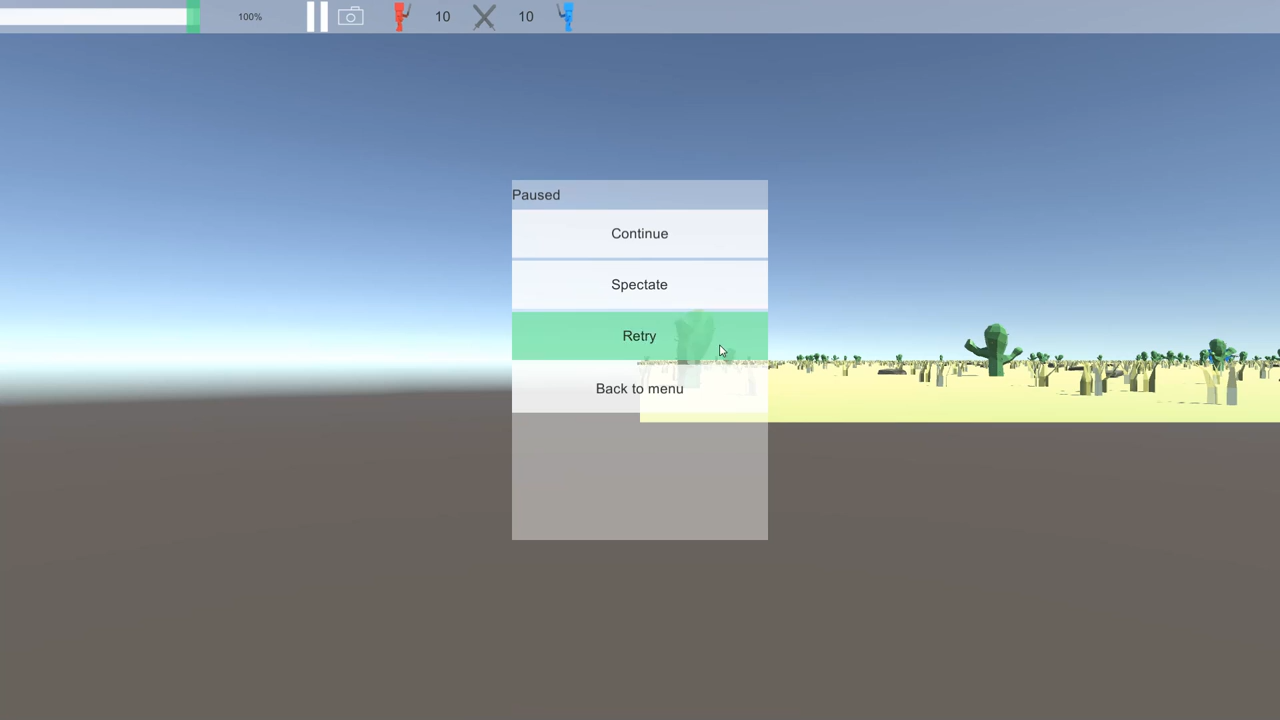 100%
10
10
Paused
Continue
Spectate
Retry
Back to menu